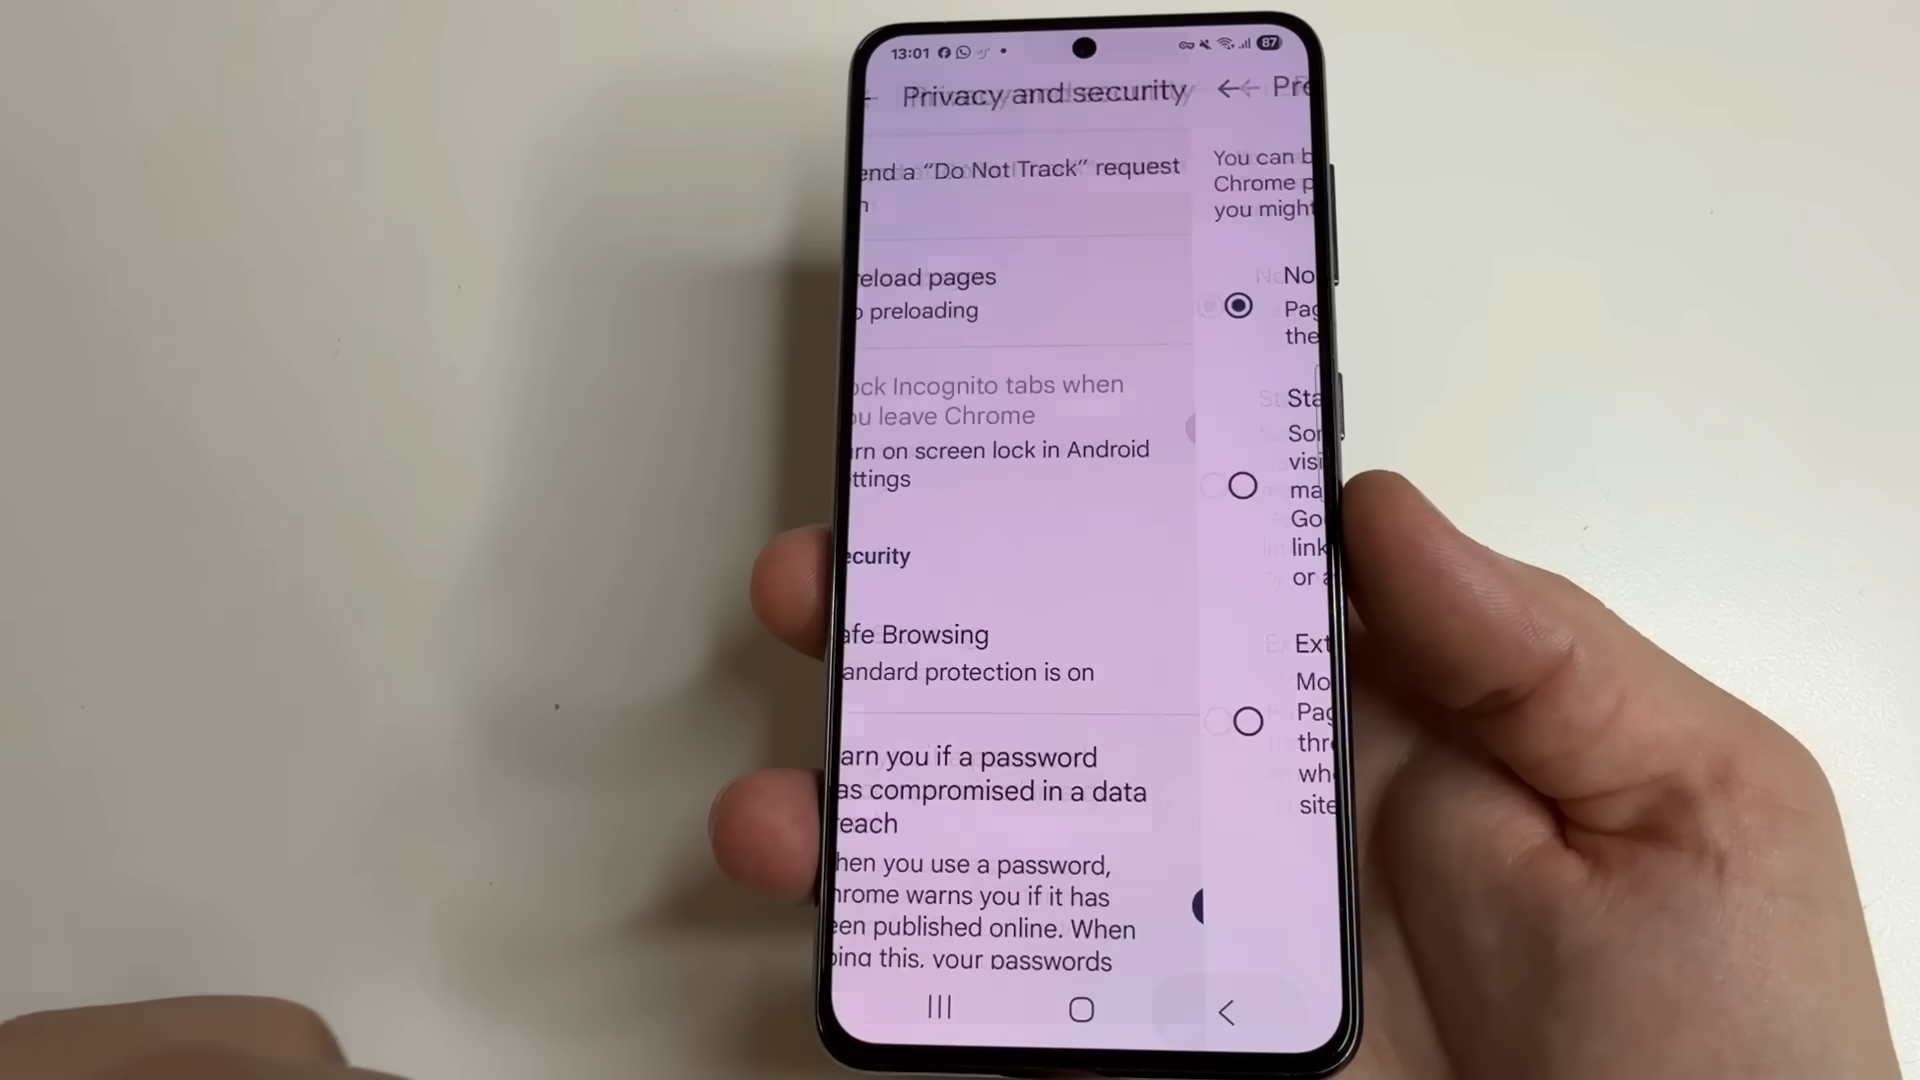 13:01
87
Privacy and security
Pre
end a “Do Not Track” request
n
eload pages
o preloading
ock Incognito tabs when
ou leave Chrome
urn on screen lock in Android
ttings
ecurity
afe Browsing
andard protection is on
arn you if a password
as compromised in a data
reach
hen you use a password,
hrome warns you if it has
een published online. When
oing this, your passwords
You can b
Chrome p
you might
No
Pag
the
Sta
Som
visi
ma
Go
link
or a
Ext
Mo
Pag
thr
wh
site